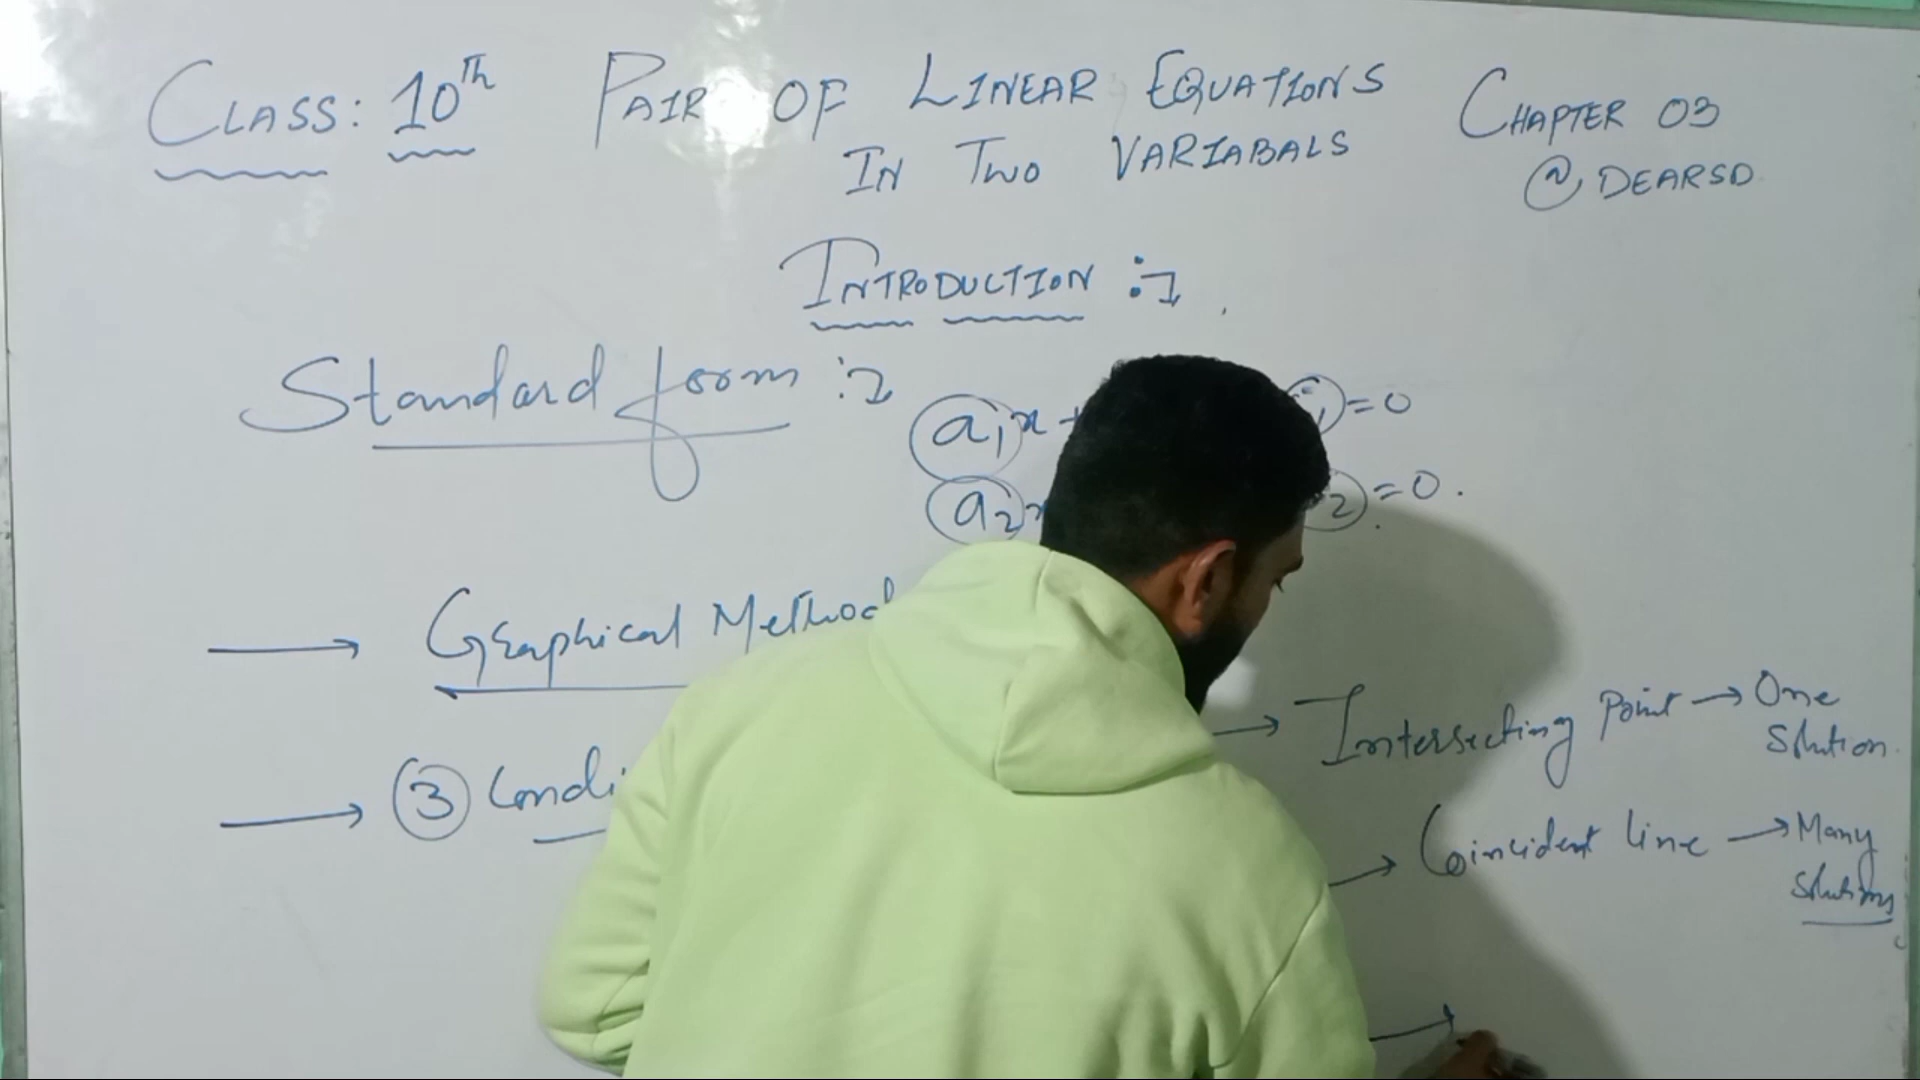 CLASS: 10th PAIR OF LINEAR EQUATIONS CHAPTER 03
IN TWO VARIABALS @DEARSD
INTRODUCTION :-
Standard form :-
a₁x + =0
a₂x 2 =0.
→ Graphical Method
→ Intersecting Point → One
Solution.
→ ③ Condi
→ Coincident line → Many
Solutions
→